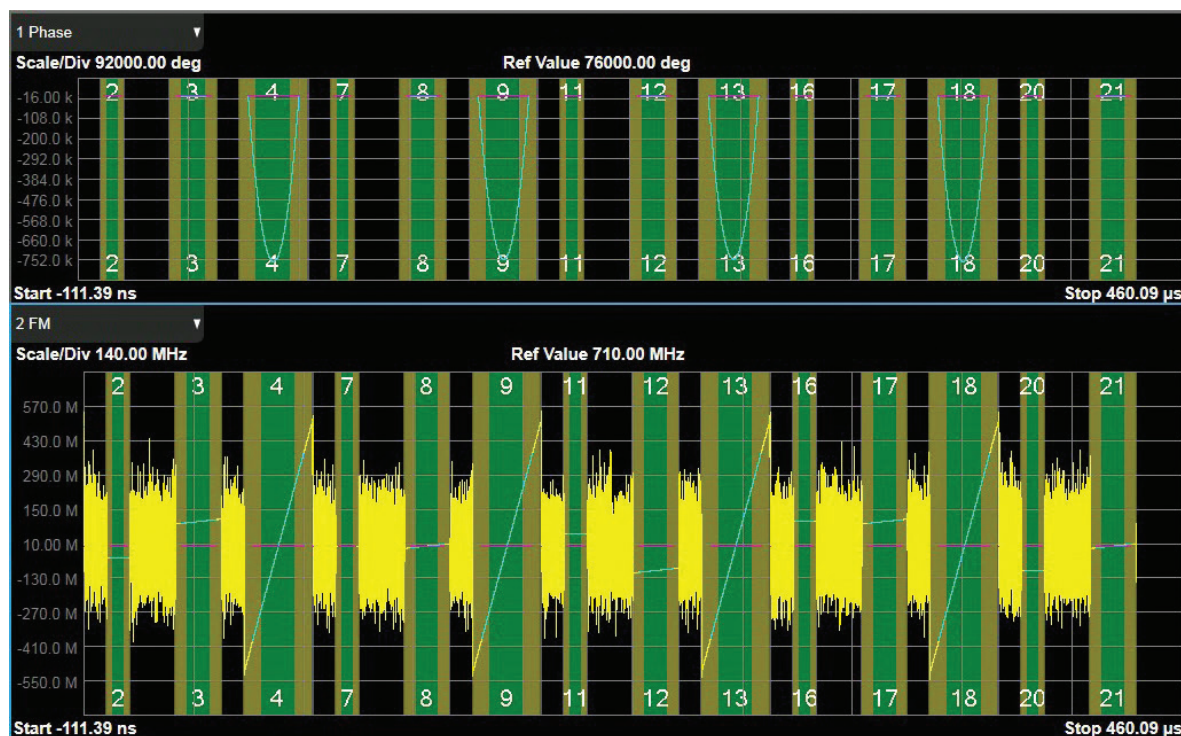 1 Phase
Scale/Div 92000.00 deg Ref Value 76000.00 deg
2 3 4 7 8 9 11 12 13 16 17 18 20 21
-16.00 k
-108.0 k
-200.0 k
-292.0 k
-384.0 k
-476.0 k
-568.0 k
-660.0 k
-752.0 k
2 3 4 7 8 9 11 12 13 16 17 18 20 21
Start -111.39 ns Stop 460.09 µs
2 FM
Scale/Div 140.00 MHz Ref Value 710.00 MHz
2 3 4 7 8 9 11 12 13 16 17 18 20 21
570.0 M
430.0 M
290.0 M
150.0 M
10.00 M
-130.0 M
-270.0 M
-410.0 M
-550.0 M
2 3 4 7 8 9 11 12 13 16 17 18 20 21
Start -111.39 ns Stop 460.09 µs